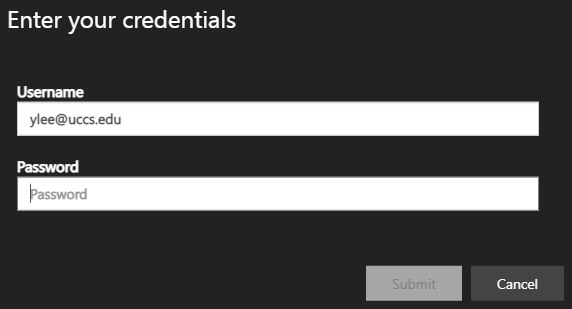 Enter your credentials
Username
ylee@uccs.edu
Password
Password
Submit Cancel